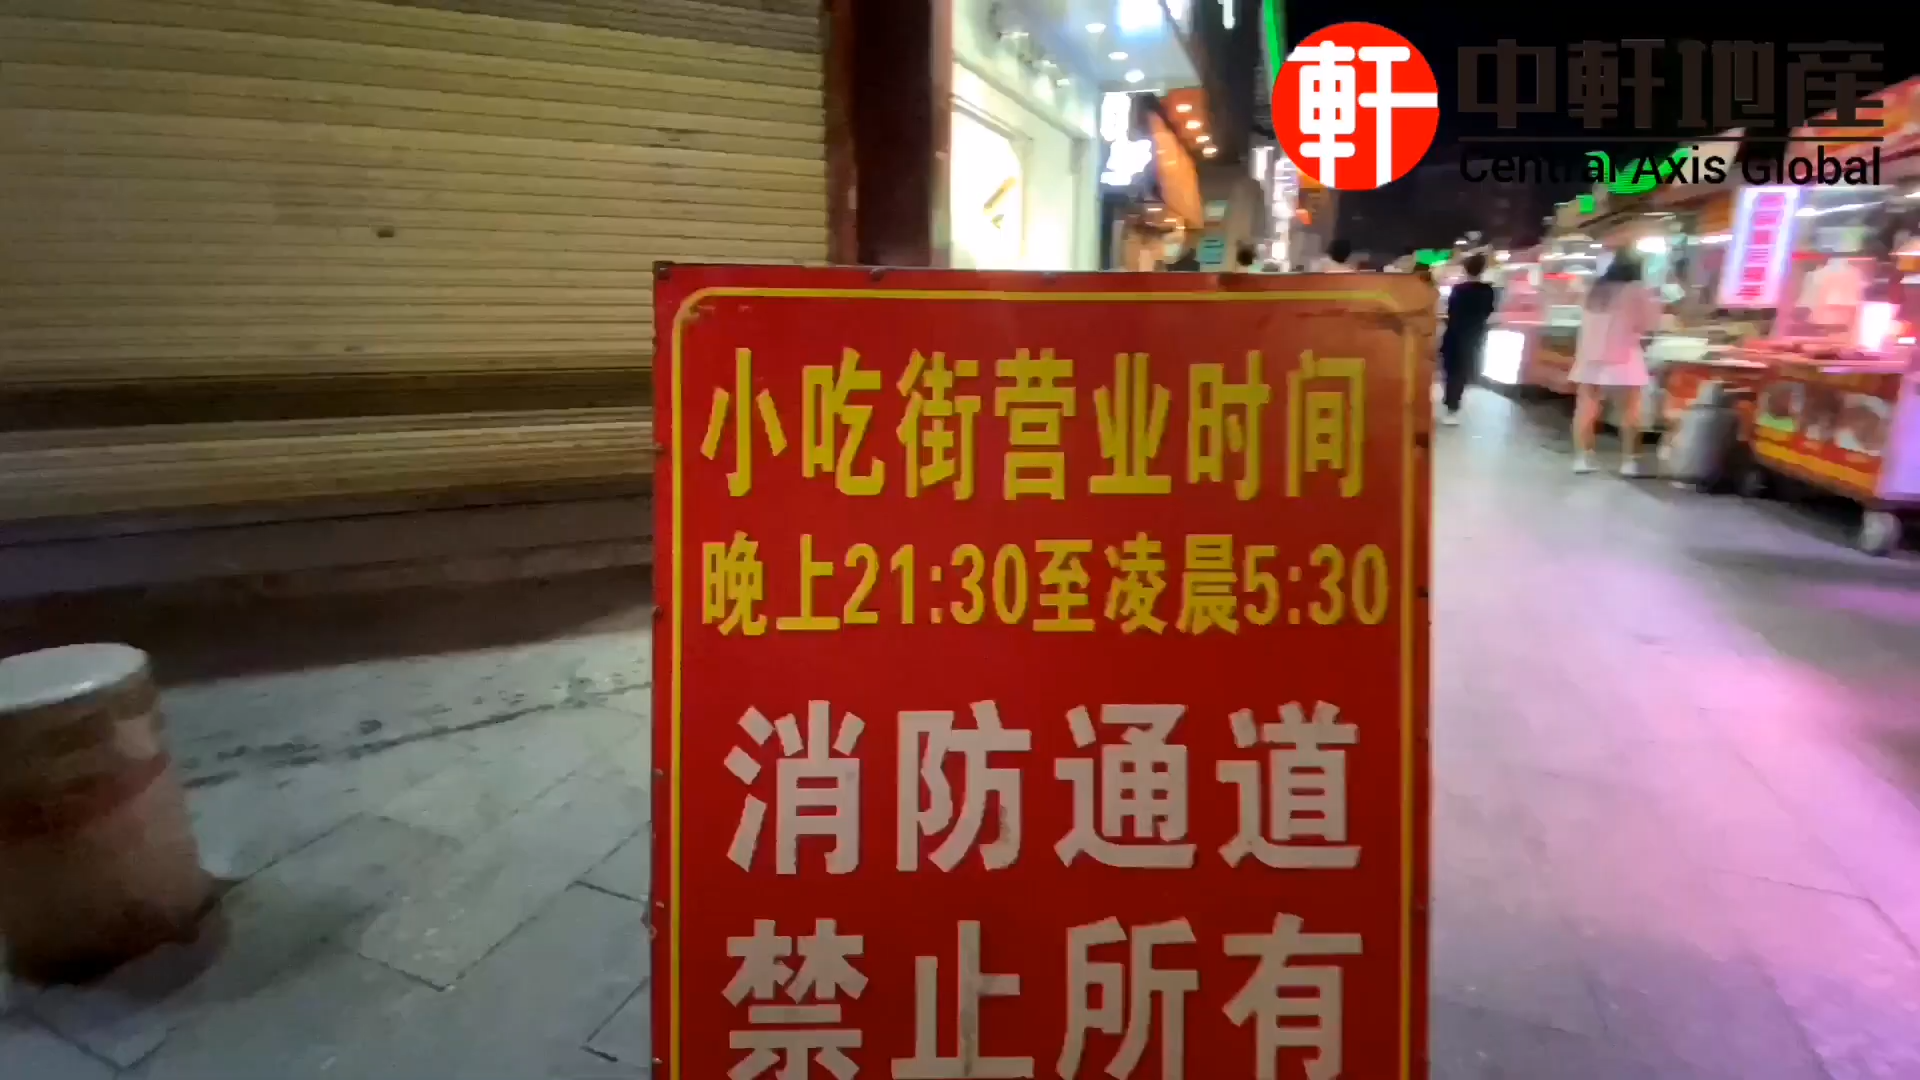 軒 中軒地産
Central Axis Global
小吃街营业时间
晚上21:30至凌晨5:30
消防通道
禁止所有